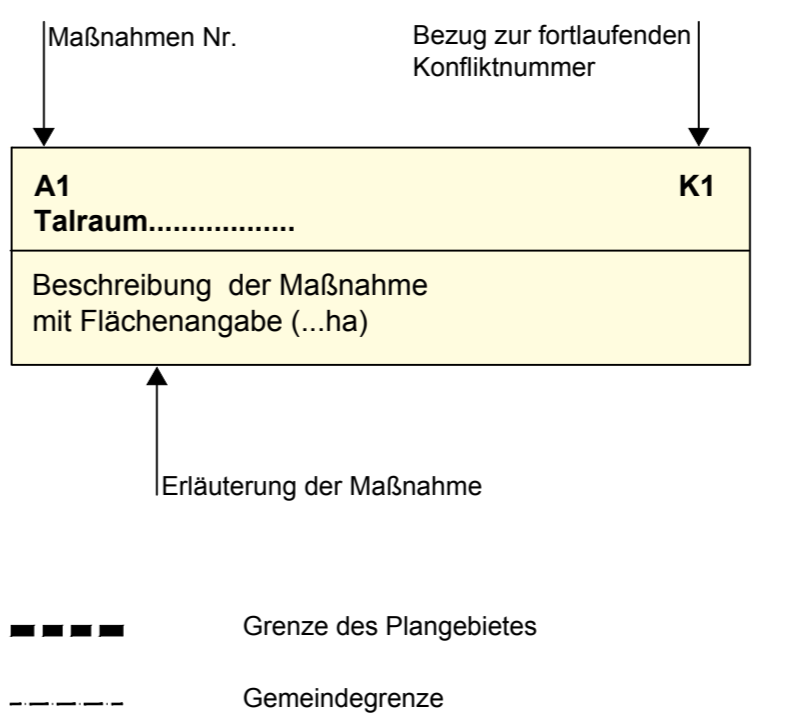 Maßnahmen Nr.
Bezug zur fortlaufenden
Konfliktnummer
A1
K1
Talraum..................
Beschreibung  der Maßnahme
mit Flächenangabe (...ha)
Erläuterung der Maßnahme
Grenze des Plangebietes
Gemeindegrenze